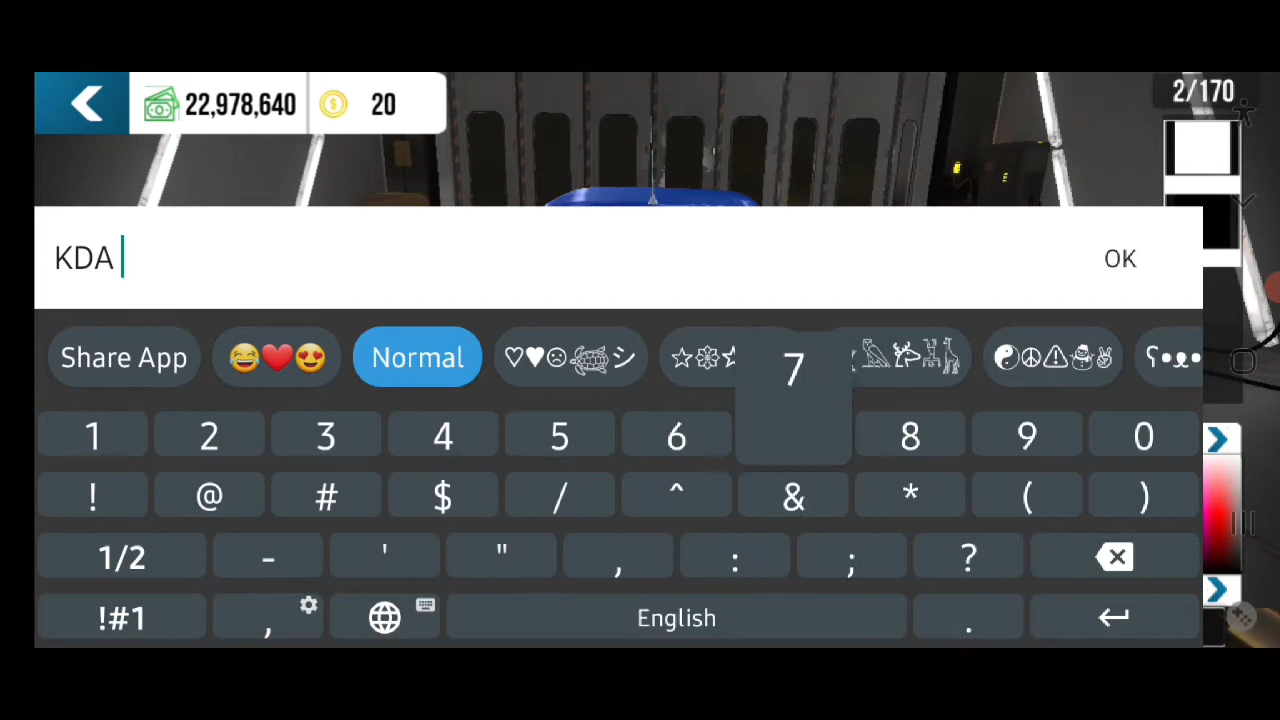 22,978,640 20 2/170
KDA
OK
Share App 😂❤️😍 Normal
7
1 2 3 4 5 6 8 9 0
! @ # $ / ^ & * ( )
1/2 - ' " , : ; ?
!#1 , English .